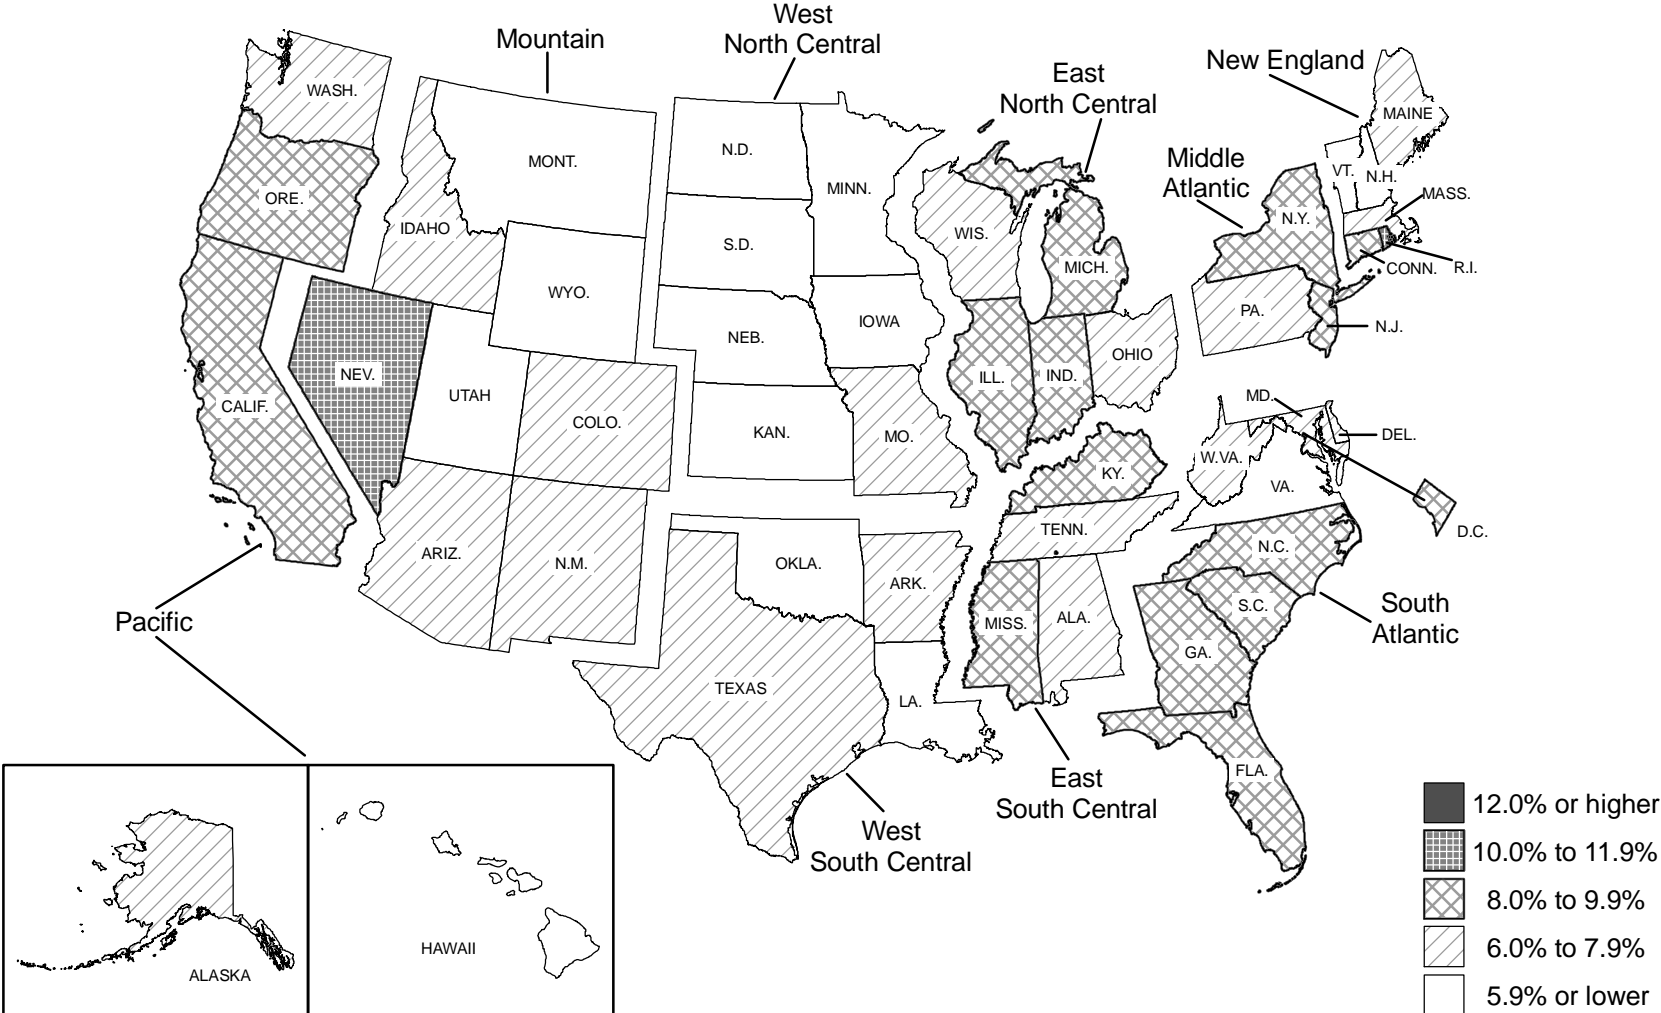 West
North Central
Mountain
New England
East
North Central
WASH.
MAINE
MONT.
N.D.
Middle
Atlantic
VT.
N.H.
MINN.
MASS.
ORE.
IDAHO
N.Y.
WIS.
S.D.
MICH.
CONN.
R.I.
WYO.
PA.
IOWA
N.J.
NEB.
OHIO
NEV.
ILL.
IND.
UTAH
CALIF.
MD.
COLO.
KAN.
MO.
DEL.
W.VA.
KY.
VA.
TENN.
D.C.
N.C.
ARIZ.
N.M.
OKLA.
ARK.
S.C.
South
Atlantic
MISS.
ALA.
Pacific
GA.
TEXAS
LA.
FLA.
East
South Central
West
South Central
ALASKA
HAWAII
12.0% or higher
10.0% to 11.9%
8.0% to 9.9%
6.0% to 7.9%
5.9% or lower